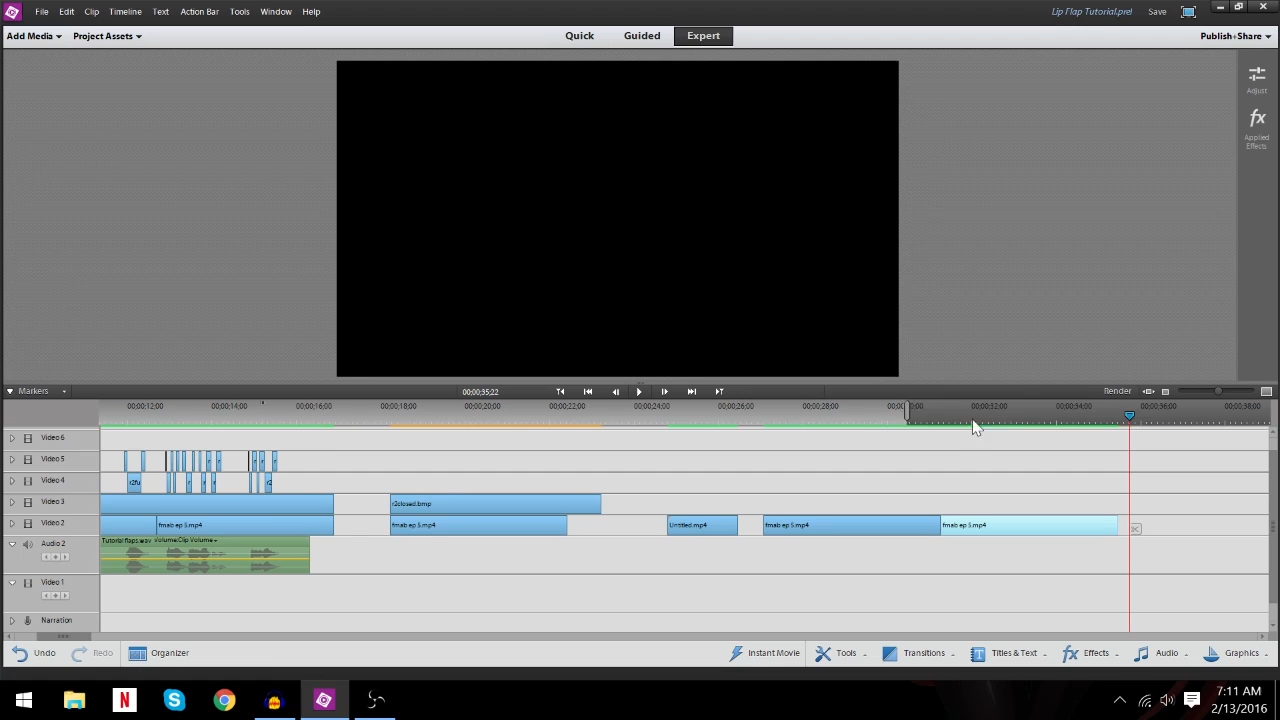 File Edit Clip Timeline Text Action Bar Tools Window Help Lip Flap Tutorial.prel Save
Add Media Project Assets Quick Guided Expert Publish+Share
Adjust
fx
Applied
Effects
Markers 00;00;35;22 Render
00;00;12;00 00;00;14;00 00;00;16;00 00;00;18;00 00;00;20;00 00;00;22;00 00;00;24;00 00;00;26;00 00;00;28;00 00;00;32;00 00;00;34;00 00;00;36;00 00;00;38;00
Video 6
Video 5
Video 4 r2fu r2
Video 3 r2closed.bmp
Video 2 fmab ep 5.mp4 fmab ep 5.mp4 Untitled.mp4 fmab ep 5.mp4 fmab ep 5.mp4
Audio 2 Tutorial flaps.wav Volume:Clip Volume
Video 1
Narration
Undo Redo Organizer Instant Movie Tools Transitions Titles & Text fx Effects Audio Graphics
N
7:11 AM
2/13/2016